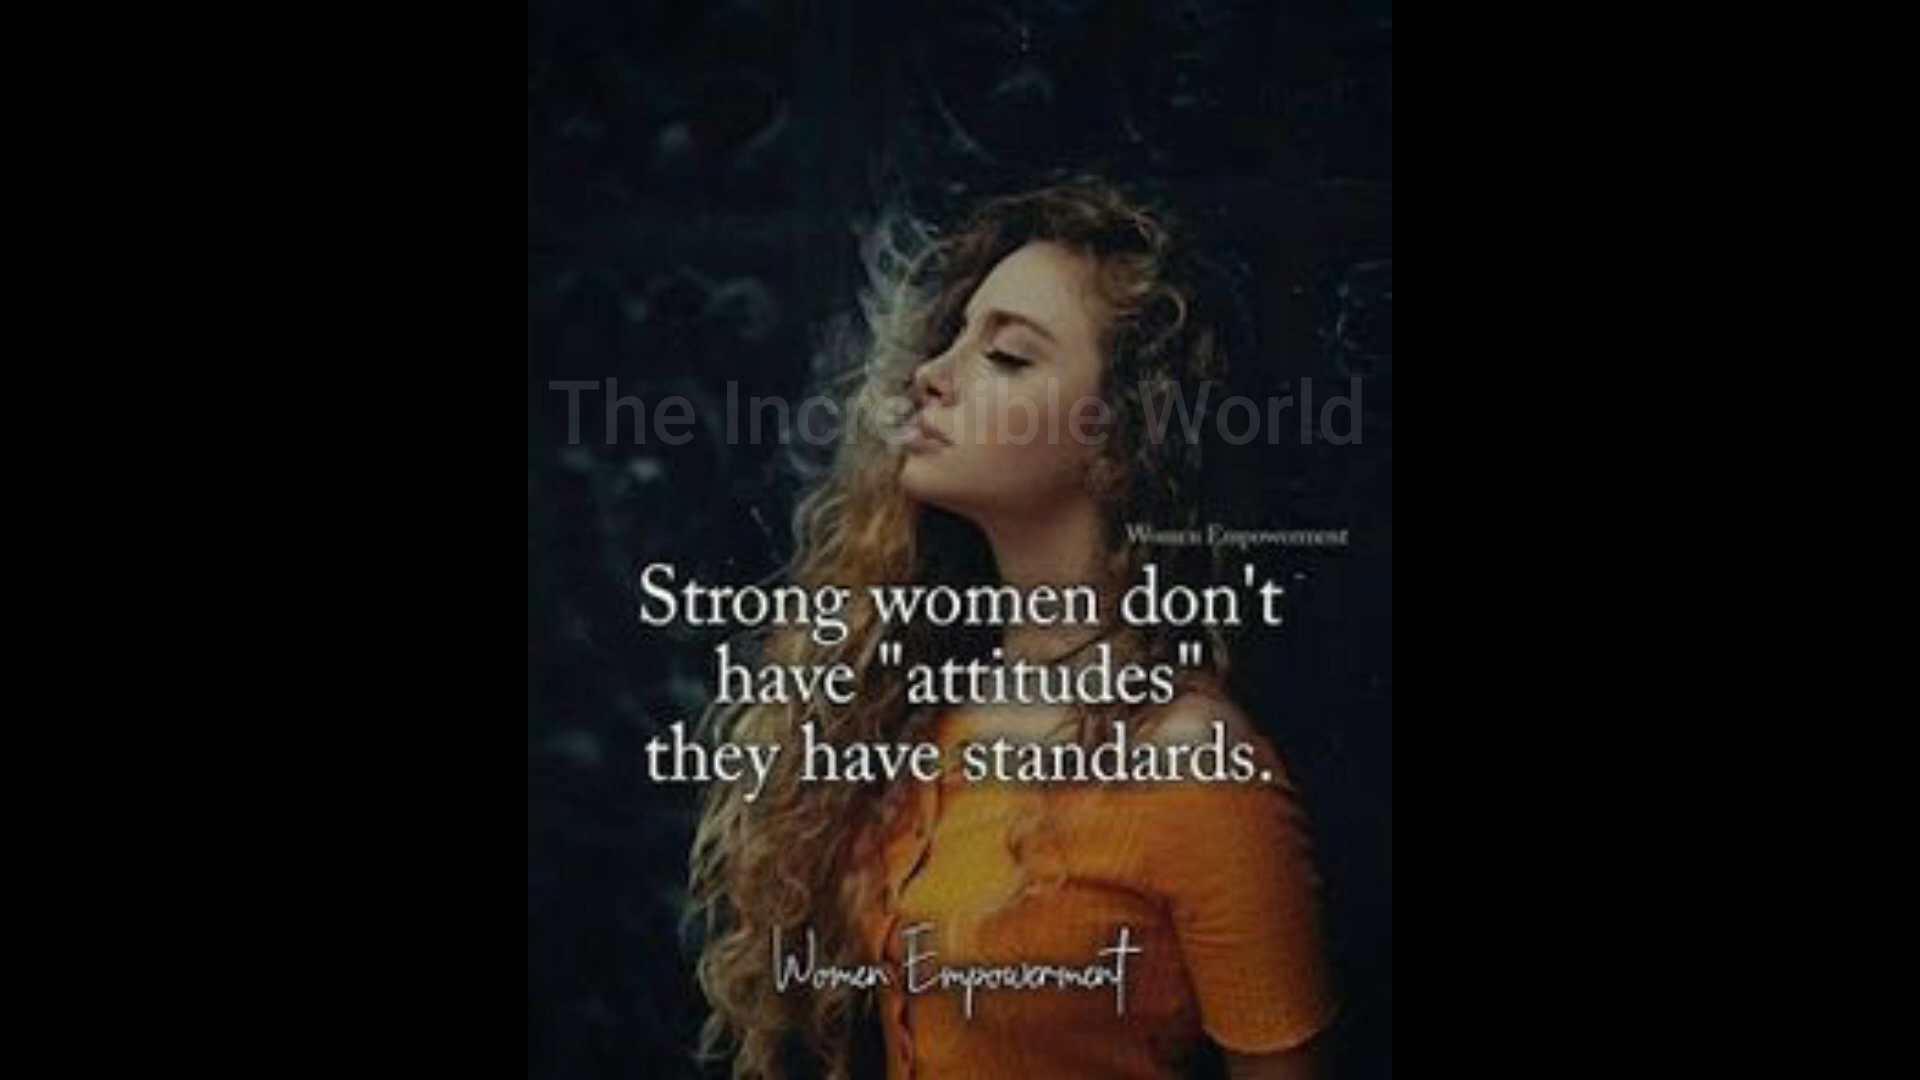 The Incredible World
Women Empowerment
Strong women don't
have "attitudes"
they have standards.
Women Empowerment